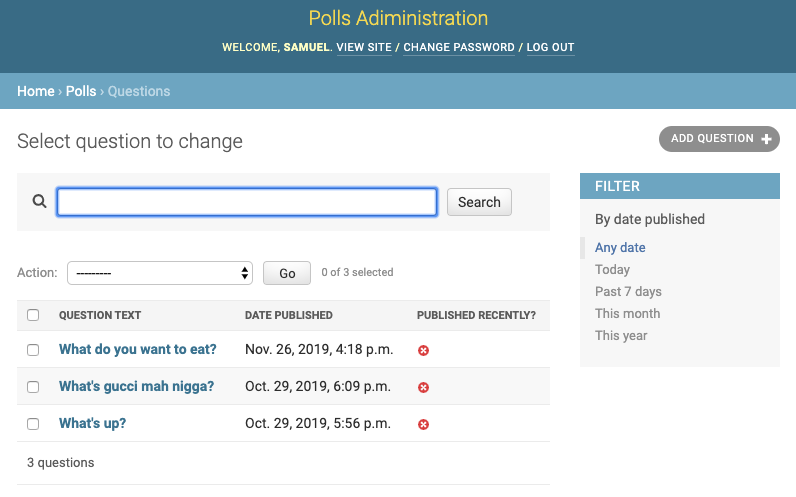 Polls Adiministration
WELCOME, SAMUEL. VIEW SITE / CHANGE PASSWORD / LOG OUT
Home › Polls › Questions
Select question to change
ADD QUESTION +
Search
Action: --------- Go 0 of 3 selected
QUESTION TEXT DATE PUBLISHED PUBLISHED RECENTLY?
What do you want to eat? Nov. 26, 2019, 4:18 p.m.
What's gucci mah nigga? Oct. 29, 2019, 6:09 p.m.
What's up? Oct. 29, 2019, 5:56 p.m.
3 questions
FILTER
By date published
Any date
Today
Past 7 days
This month
This year